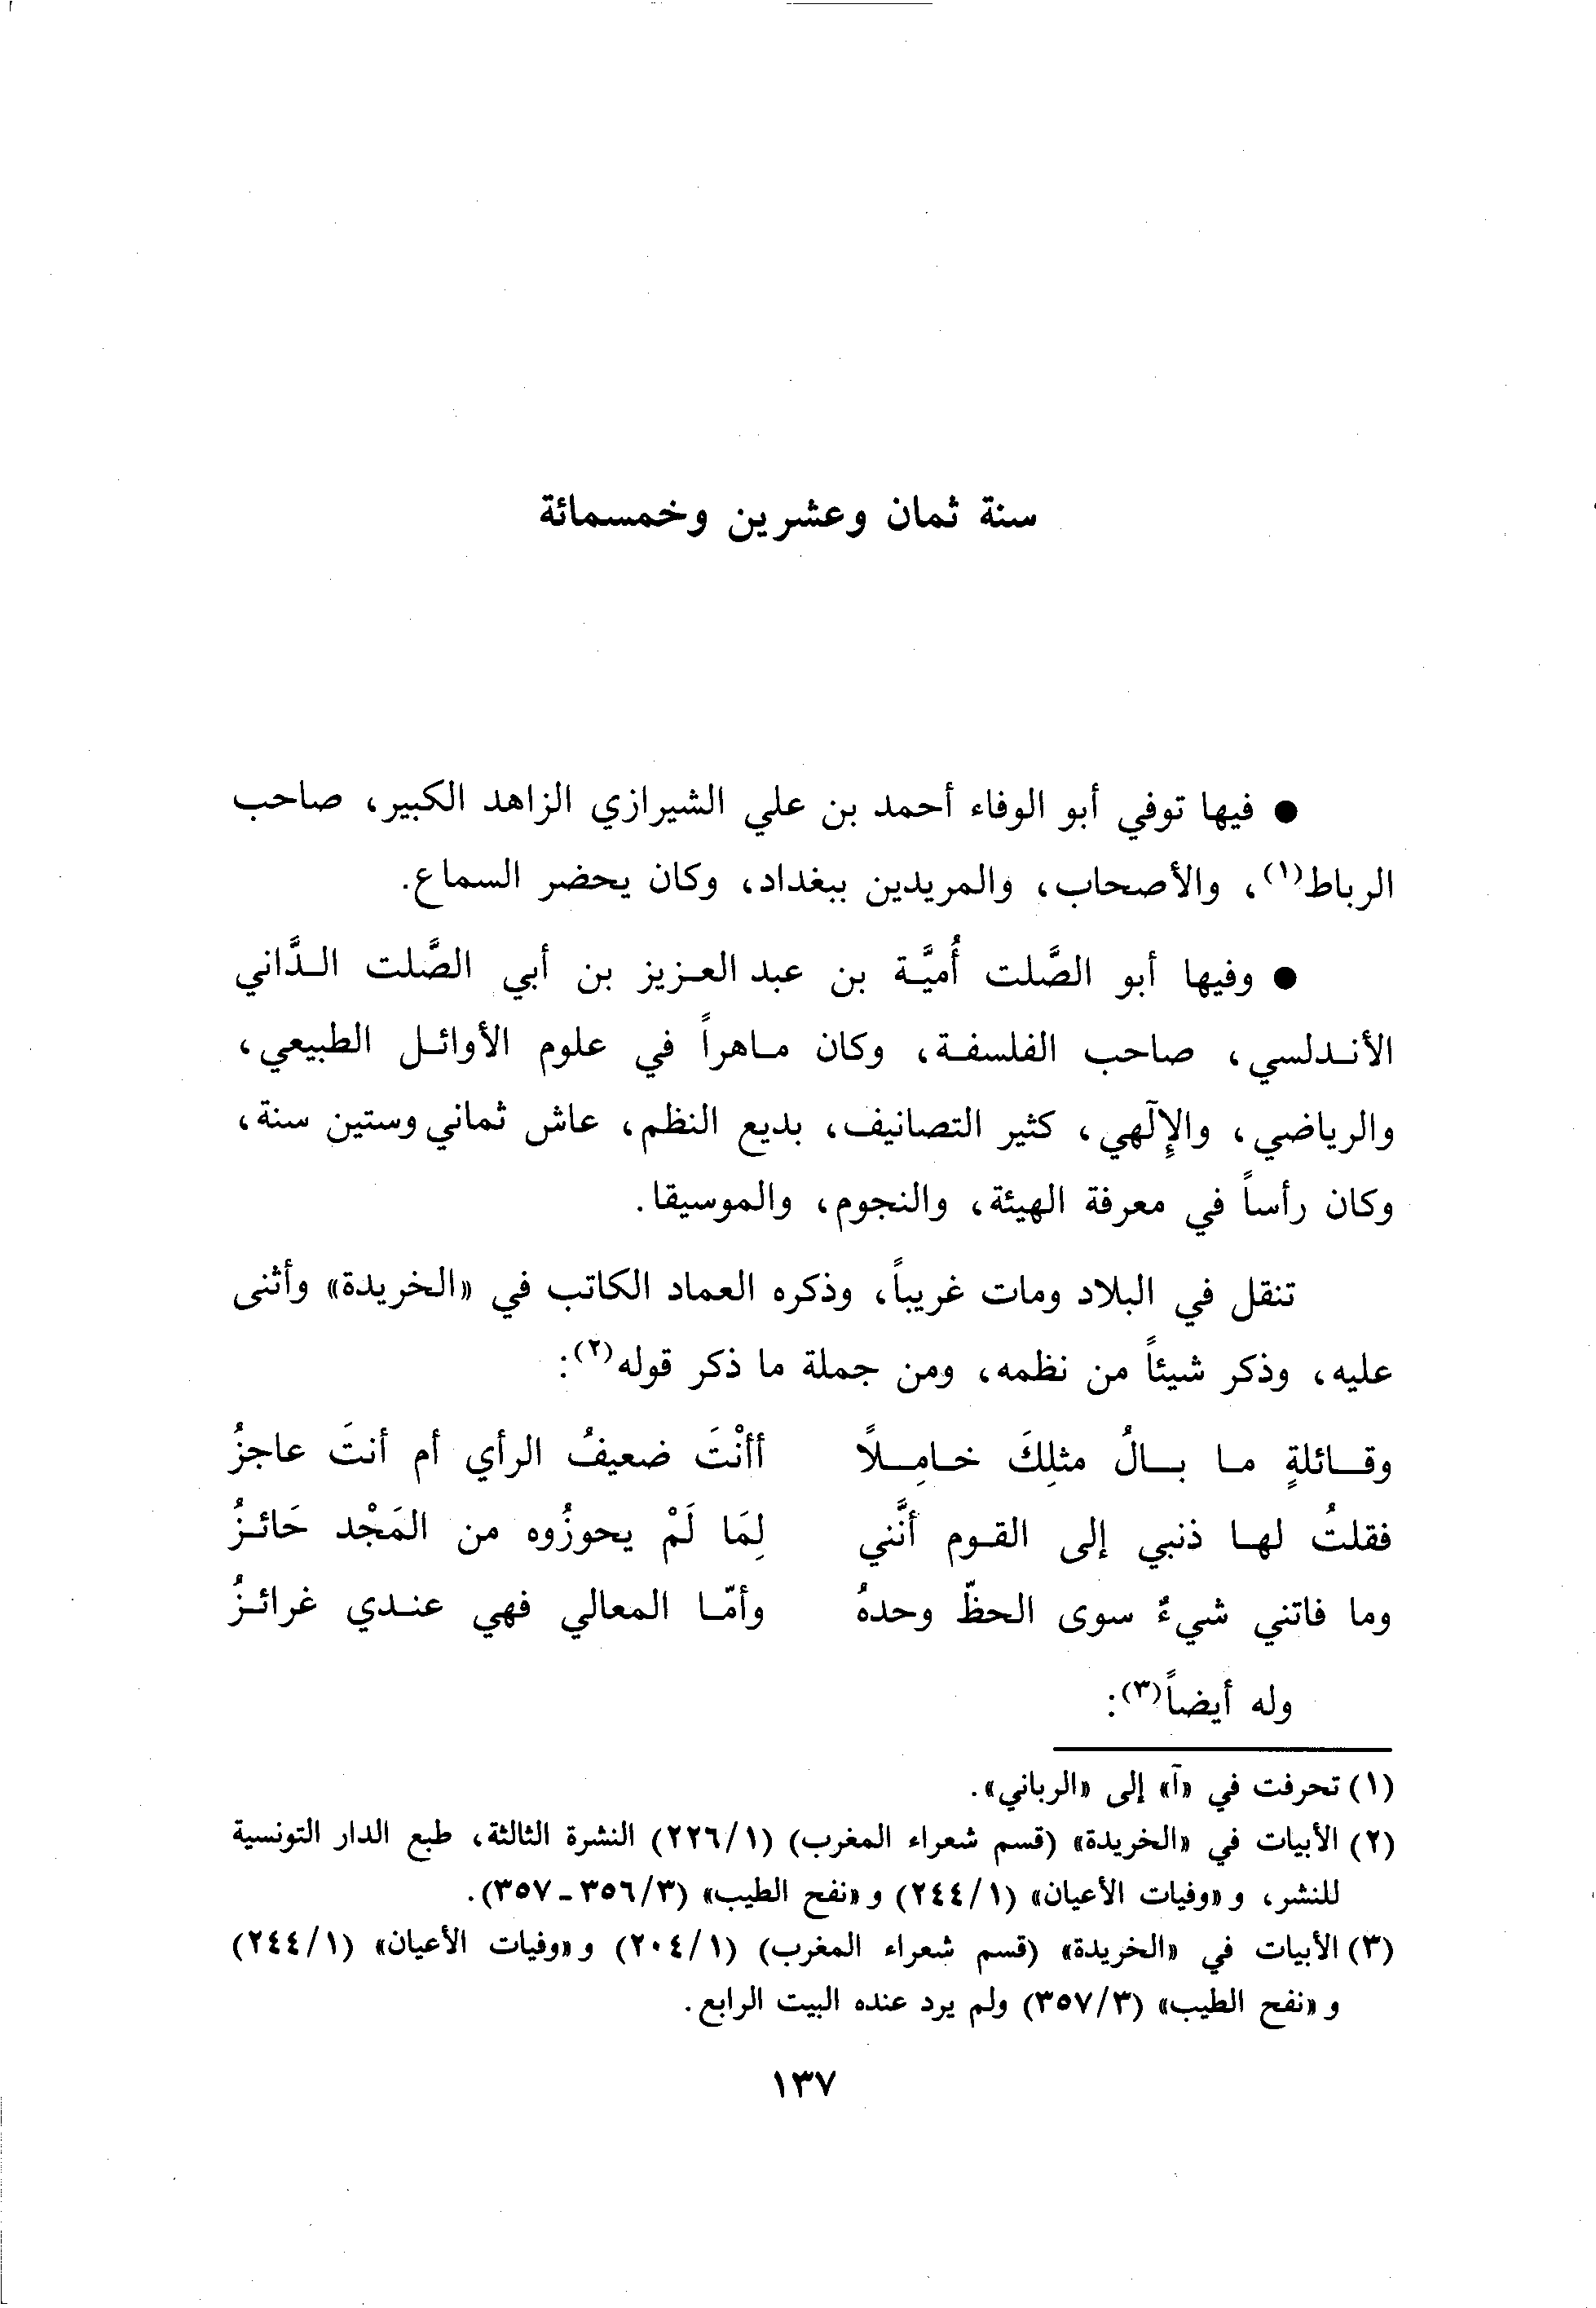 سنة ثمان وعشرين وخمسمائة
● فيها توفي أبو الوفاء أحمد بن علي الشيرازي الزاهد الكبير، صاحب
الرباط(١)، والأصحاب، والمريدين ببغداد، وكان يحضر السماع.
● وفيها أبو الصَّلت أُميَّة بن عبد العزيز بن أبي الصَّلت الدَّاني
الأندلسي، صاحب الفلسفة، وكان ماهراً في علوم الأوائل الطبيعي،
والرياضي، والإِلٓهي، كثير التصانيف، بديع النظم، عاش ثماني وستين سنة،
وكان رأساً في معرفة الهيئة، والنجوم، والموسيقا.
تنقل في البلاد ومات غريباً، وذكره العماد الكاتب في «الخريدة» وأثنى
عليه، وذكر شيئاً من نظمه، ومن جملة ما ذكر قوله(٢):
وقائلةٍ ما بالُ مثلِكَ خامِلاً أأنْتَ ضعيفُ الرأي أم أنتَ عاجزُ
فقلتُ لها ذنبي إلى القوم أنَّني لِمَا لَمْ يحوزُوه من المَجْد حَائزُ
وما فاتني شيءٌ سوى الحظّ وحدهُ وأمّا المعالي فهي عندي غرائزُ
وله أيضاً(٣):
(١) تحرفت في «آ» إلى «الرباني».
(٢) الأبيات في «الخريدة» (قسم شعراء المغرب) (٢٢٦/١) النشرة الثالثة، طبع الدار التونسية
للنشر، و«وفيات الأعيان» (٢٤٤/١) و«نفح الطيب» (٣٥٦/٣ - ٣٥٧).
(٣) الأبيات في «الخريدة» (قسم شعراء المغرب) (٢٠٤/١) و«وفيات الأعيان» (٢٤٤/١)
و«نفح الطيب» (٣٥٧/٣) ولم يرد عنده البيت الرابع.
١٣٧